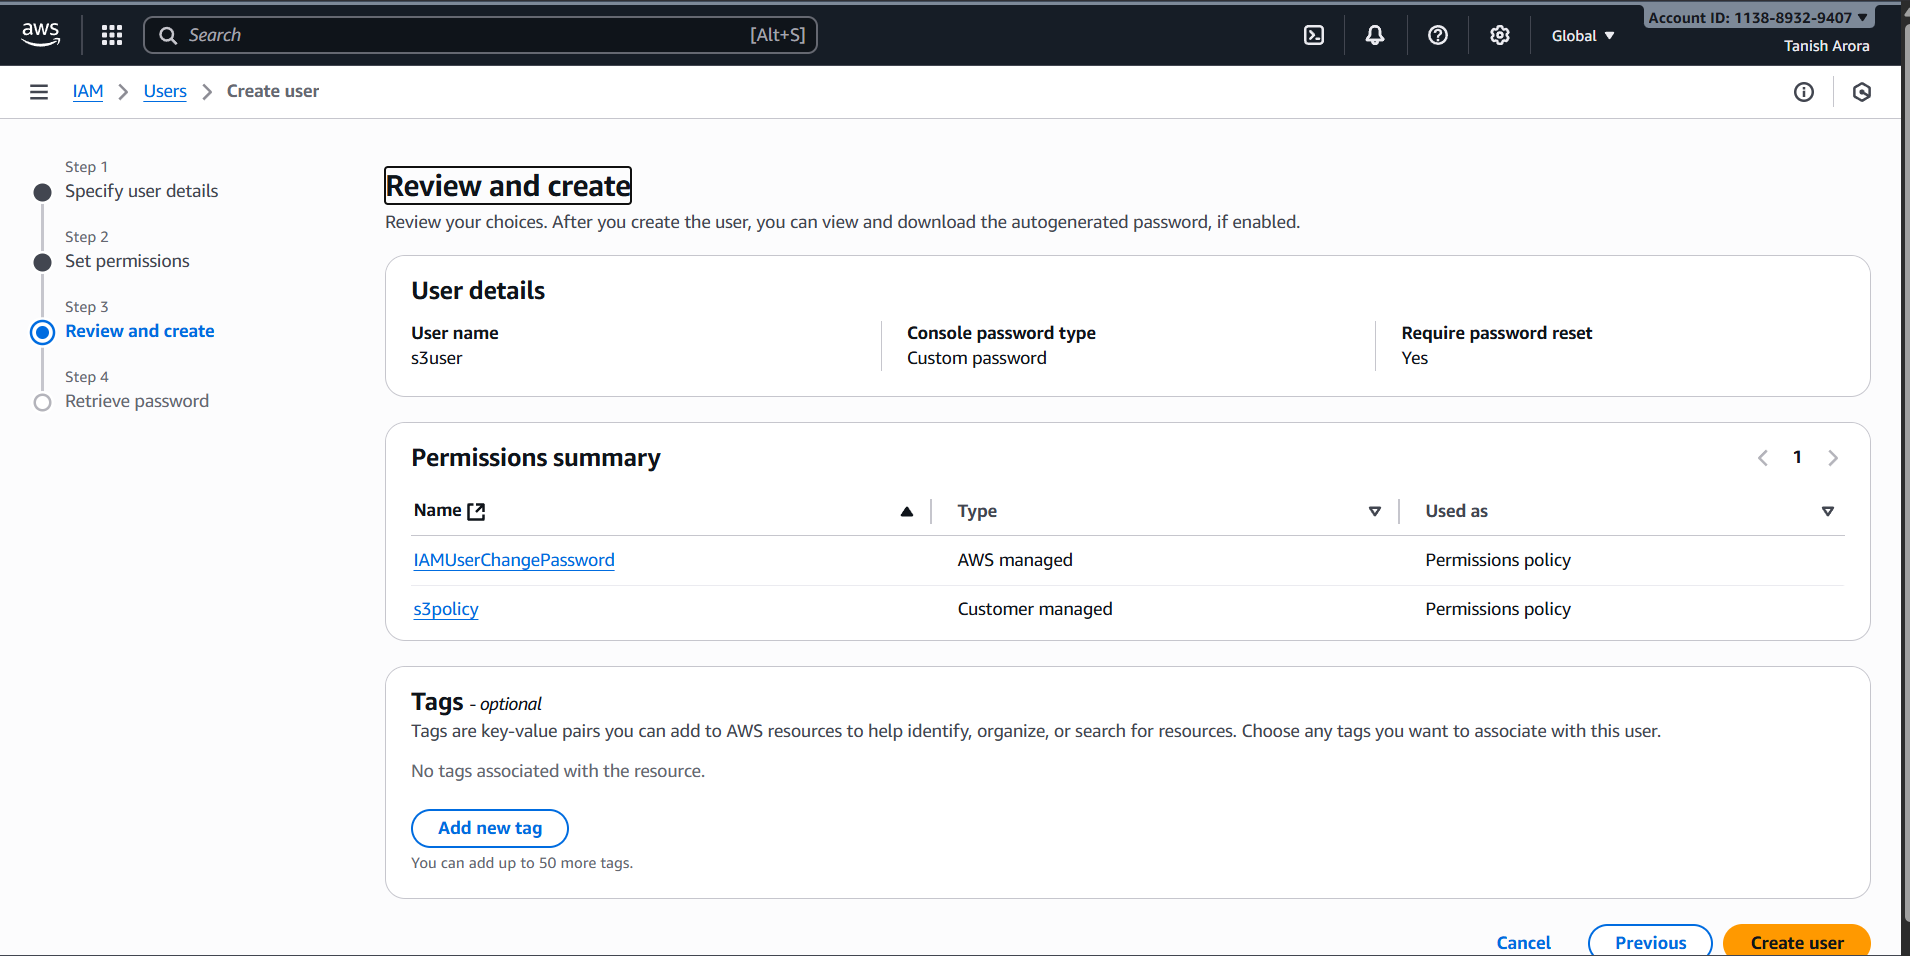 aws
Search [Alt+S]
Global
Account ID: 1138-8932-9407
Tanish Arora
IAM Users Create user
Step 1
Specify user details
Step 2
Set permissions
Step 3
Review and create
Step 4
Retrieve password
Review and create
Review your choices. After you create the user, you can view and download the autogenerated password, if enabled.
User details
User name Console password type Require password reset
s3user Custom password Yes
Permissions summary
1
Name Type Used as
IAMUserChangePassword AWS managed Permissions policy
s3policy Customer managed Permissions policy
Tags - optional
Tags are key-value pairs you can add to AWS resources to help identify, organize, or search for resources. Choose any tags you want to associate with this user.
No tags associated with the resource.
Add new tag
You can add up to 50 more tags.
Cancel Previous Create user